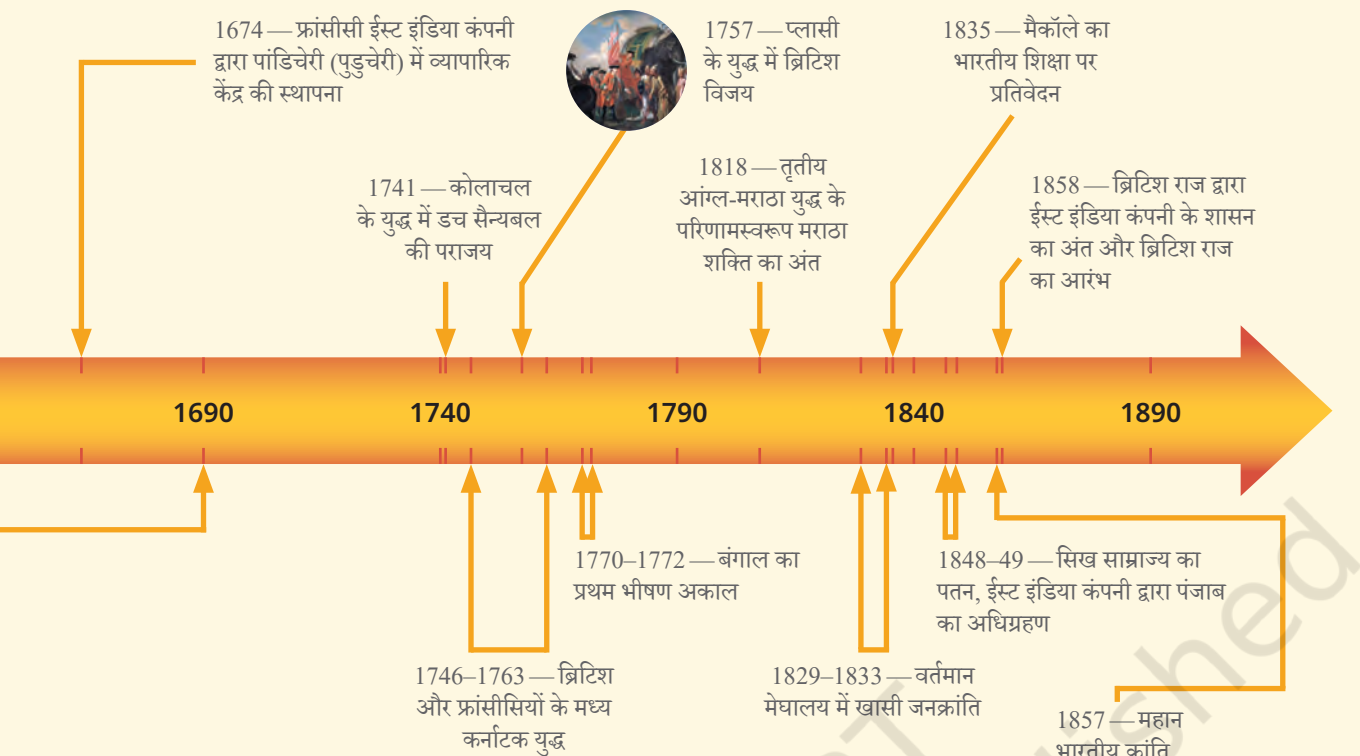 1674 — फ्रांसीसी ईस्ट इंडिया कंपनी
द्वारा पांडिचेरी (पुडुचेरी) में व्यापारिक
केंद्र की स्थापना
1757 — प्लासी
के युद्ध में ब्रिटिश
विजय
1835 — मैकॉले का
भारतीय शिक्षा पर
प्रतिवेदन
1741 — कोलाचल
के युद्ध में डच सैन्यबल
की पराजय
1818 — तृतीय
आंग्ल-मराठा युद्ध के
परिणामस्वरूप मराठा
शक्ति का अंत
1858 — ब्रिटिश राज द्वारा
ईस्ट इंडिया कंपनी के शासन
का अंत और ब्रिटिश राज
का आरंभ
1690 1740 1790 1840 1890
1770–1772 — बंगाल का
प्रथम भीषण अकाल
1848–49 — सिख साम्राज्य का
पतन, ईस्ट इंडिया कंपनी द्वारा पंजाब
का अधिग्रहण
1746–1763 — ब्रिटिश
और फ्रांसीसियों के मध्य
कर्नाटक युद्ध
1829–1833 — वर्तमान
मेघालय में खासी जनक्रांति
1857 — महान
भारतीय क्रांति